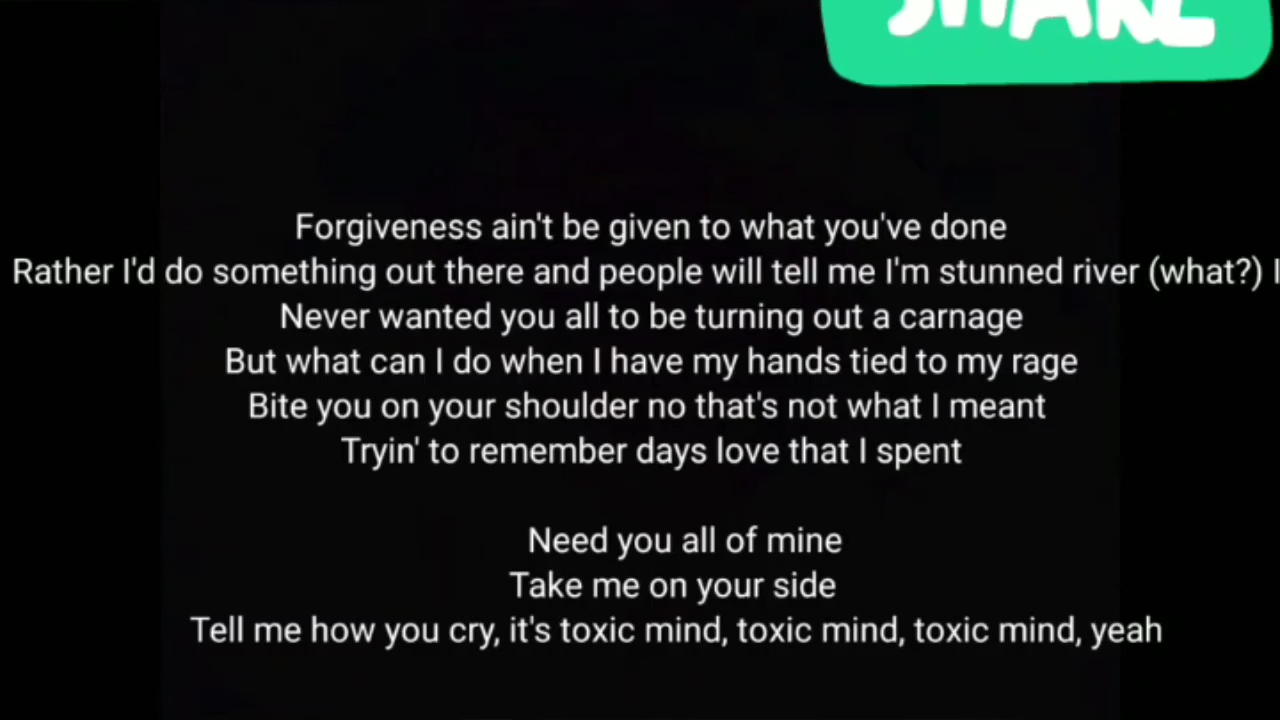 SHARE
Forgiveness ain't be given to what you've done
Rather I'd do something out there and people will tell me I'm stunned river (what?) I
Never wanted you all to be turning out a carnage
But what can I do when I have my hands tied to my rage
Bite you on your shoulder no that's not what I meant
Tryin' to remember days love that I spent
Need you all of mine
Take me on your side
Tell me how you cry, it's toxic mind, toxic mind, toxic mind, yeah